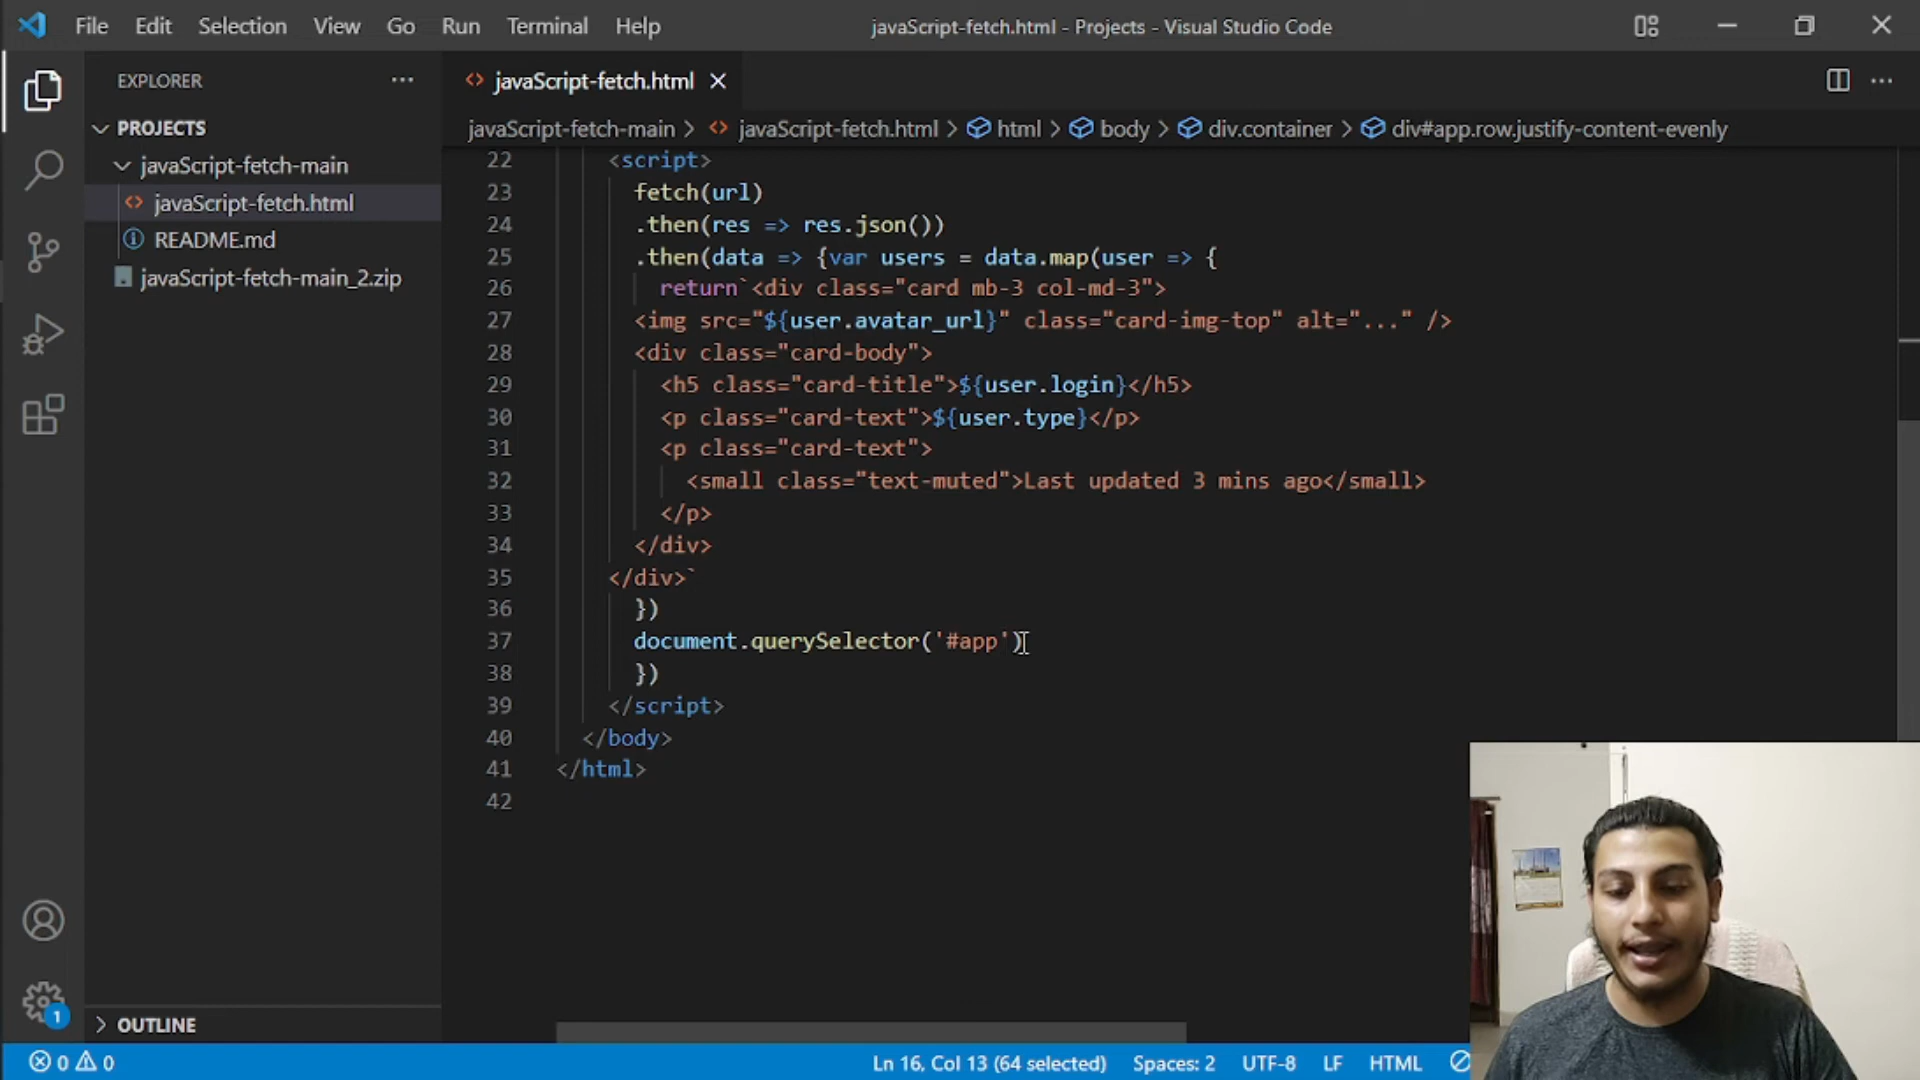 File Edit Selection View Go Run Terminal Help
javaScript-fetch.html - Projects - Visual Studio Code
EXPLORER
PROJECTS
javaScript-fetch-main
javaScript-fetch.html
README.md
javaScript-fetch-main_2.zip
OUTLINE
javaScript-fetch.html
javaScript-fetch-main > javaScript-fetch.html > html > body > div.container > div#app.row.justify-content-evenly
22 <script>
23 fetch(url)
24 .then(res => res.json())
25 .then(data => {var users = data.map(user => {
26 return`<div class="card mb-3 col-md-3">
27 <img src="${user.avatar_url}" class="card-img-top" alt="..." />
28 <div class="card-body">
29 <h5 class="card-title">${user.login}</h5>
30 <p class="card-text">${user.type}</p>
31 <p class="card-text">
32 <small class="text-muted">Last updated 3 mins ago</small>
33 </p>
34 </div>
35 </div>`
36 })
37 document.querySelector('#app')
38 })
39 </script>
40 </body>
41 </html>
42
1
0 0 Ln 16, Col 13 (64 selected) Spaces: 2 UTF-8 LF HTML